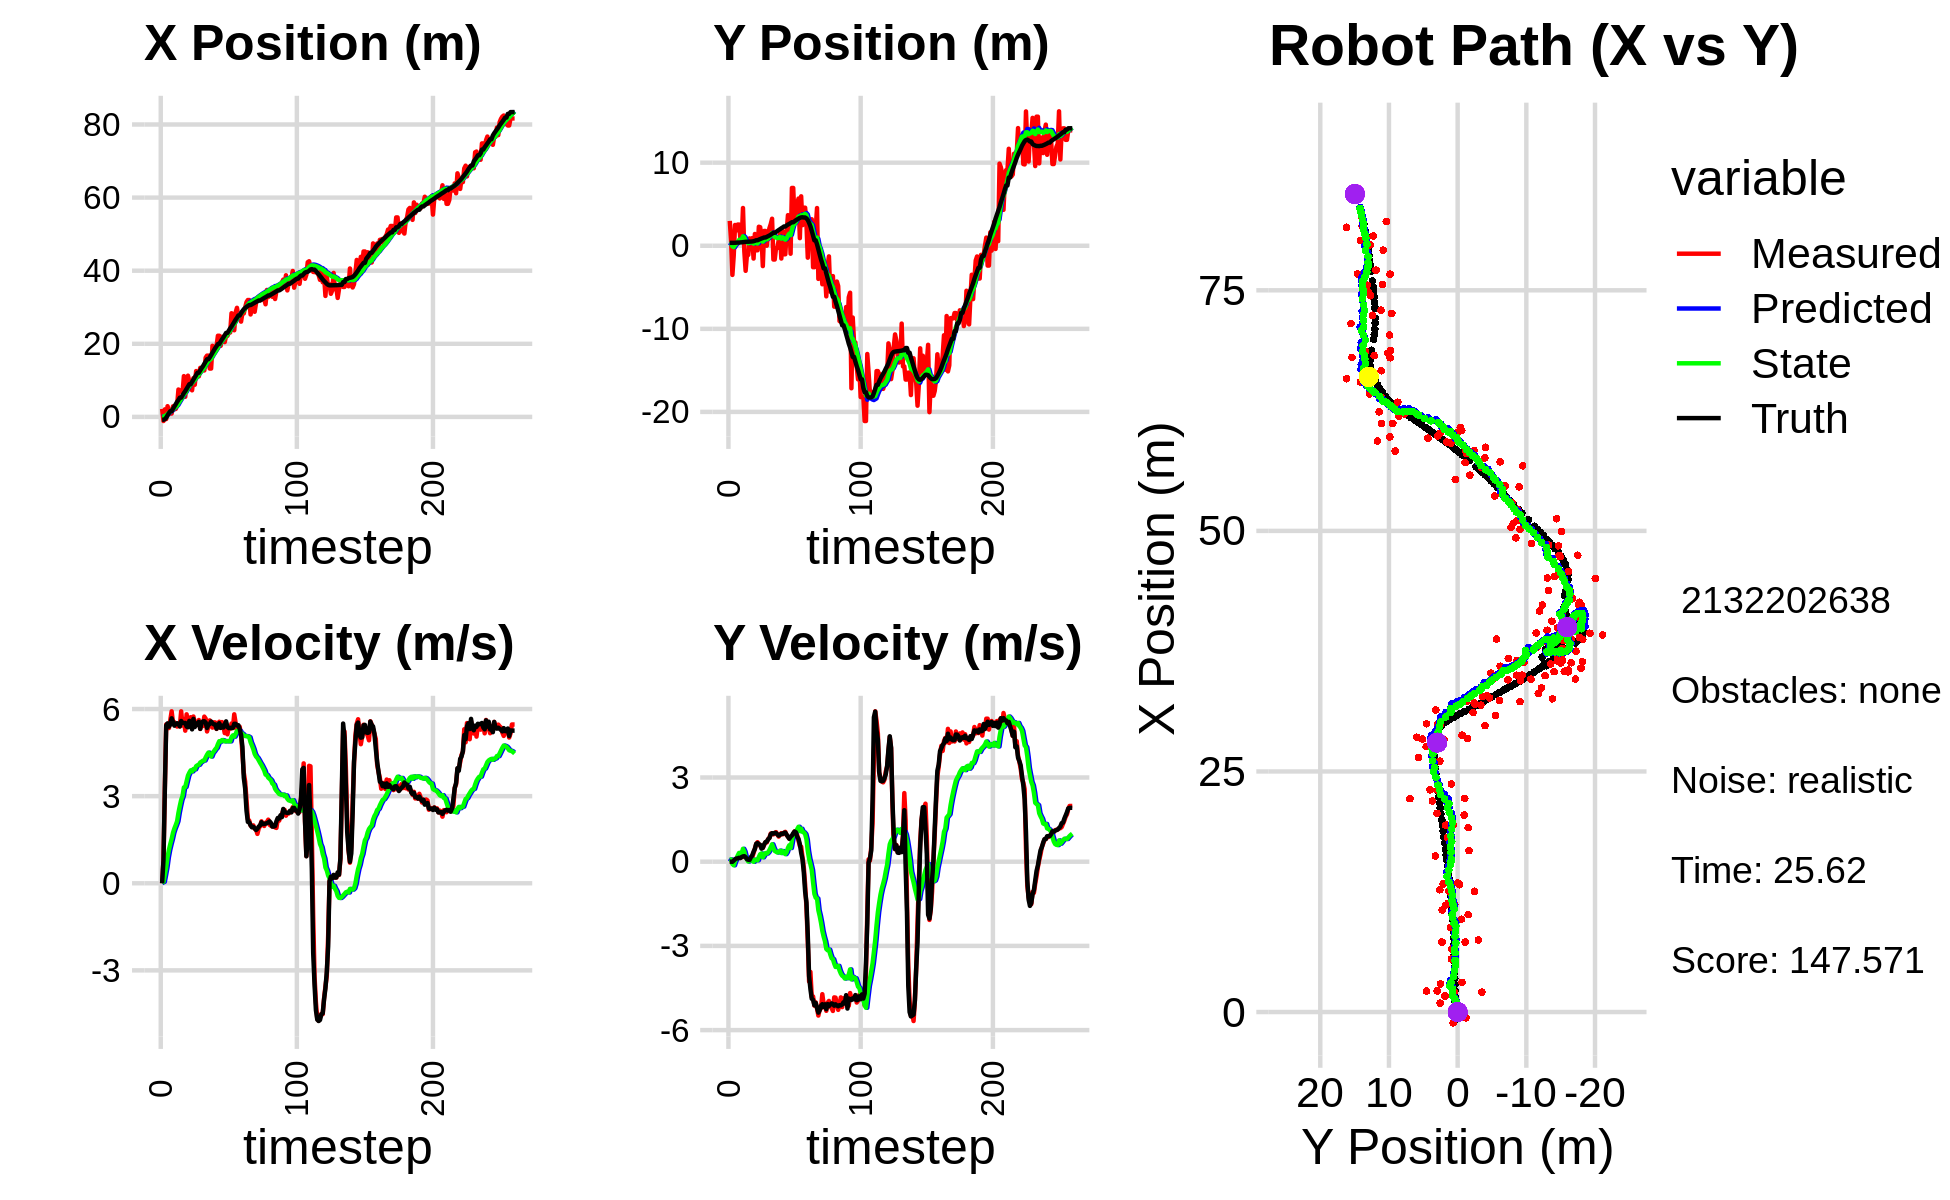 X Position (m)
80
60
40
20
0
0
100
200
timestep
Y Position (m)
10
0
-10
-20
0
100
200
timestep
X Velocity (m/s)
6
3
0
-3
0
100
200
timestep
Y Velocity (m/s)
3
0
-3
-6
0
100
200
timestep
Robot Path (X vs Y)
X Position (m)
75
50
25
0
20 10 0 -10 -20
Y Position (m)
variable
Measured
Predicted
State
Truth
2132202638
Obstacles: none
Noise: realistic
Time: 25.62
Score: 147.571